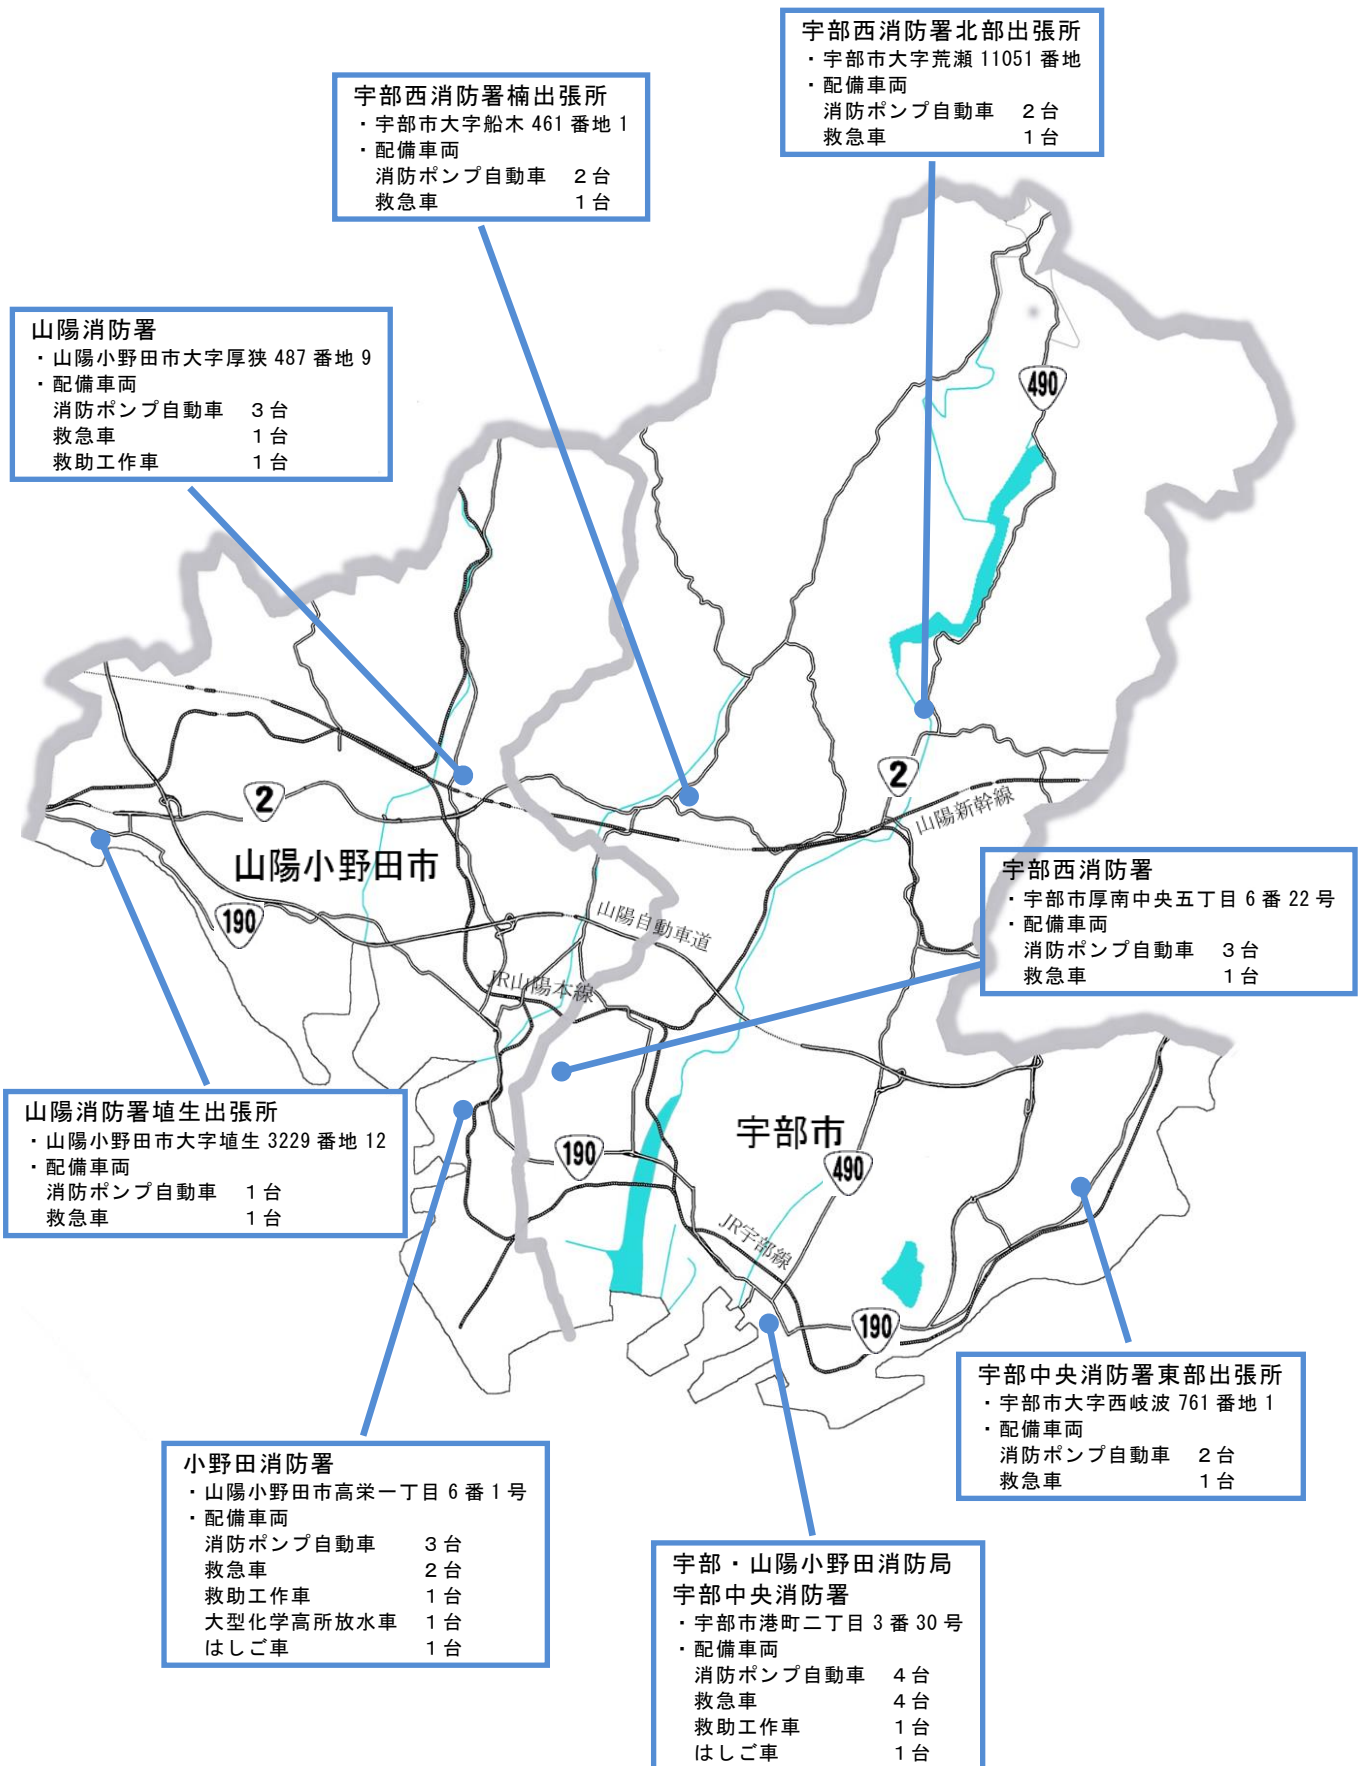 宇部西消防署北部出張所
・宇部市大字荒瀬 11051 番地
・配備車両
消防ポンプ自動車　２台
救急車　１台
宇部西消防署楠出張所
・宇部市大字船木 461 番地 1
・配備車両
消防ポンプ自動車　２台
救急車　１台
山陽消防署
・山陽小野田市大字厚狭 487 番地 9
・配備車両
消防ポンプ自動車　３台
救急車　１台
救助工作車　１台
490
2
2
山陽新幹線
山陽小野田市
190
山陽自動車道
JR山陽本線
宇部西消防署
・宇部市厚南中央五丁目 6 番 22 号
・配備車両
消防ポンプ自動車　３台
救急車　１台
山陽消防署埴生出張所
・山陽小野田市大字埴生 3229 番地 12
・配備車両
消防ポンプ自動車　１台
救急車　１台
宇部市
190
490
JR宇部線
190
宇部中央消防署東部出張所
・宇部市大字西岐波 761 番地 1
・配備車両
消防ポンプ自動車　２台
救急車　１台
小野田消防署
・山陽小野田市高栄一丁目 6 番 1 号
・配備車両
消防ポンプ自動車　３台
救急車　２台
救助工作車　１台
大型化学高所放水車　１台
はしご車　１台
宇部・山陽小野田消防局
宇部中央消防署
・宇部市港町二丁目 3 番 30 号
・配備車両
消防ポンプ自動車　４台
救急車　４台
救助工作車　１台
はしご車　１台